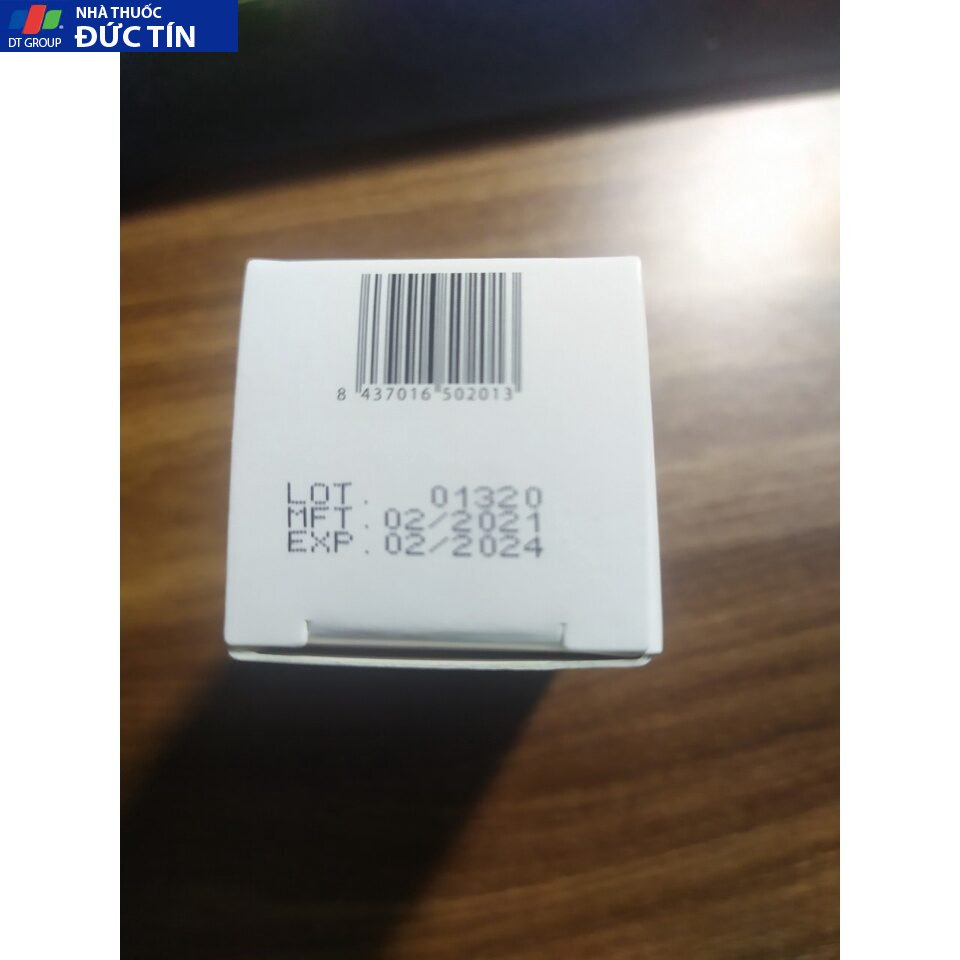 NHÀ THUỐC
ĐỨC TÍN
DT GROUP
8 437016 502013
LOT. 01320
MFT. 02/2021
EXP. 02/2024